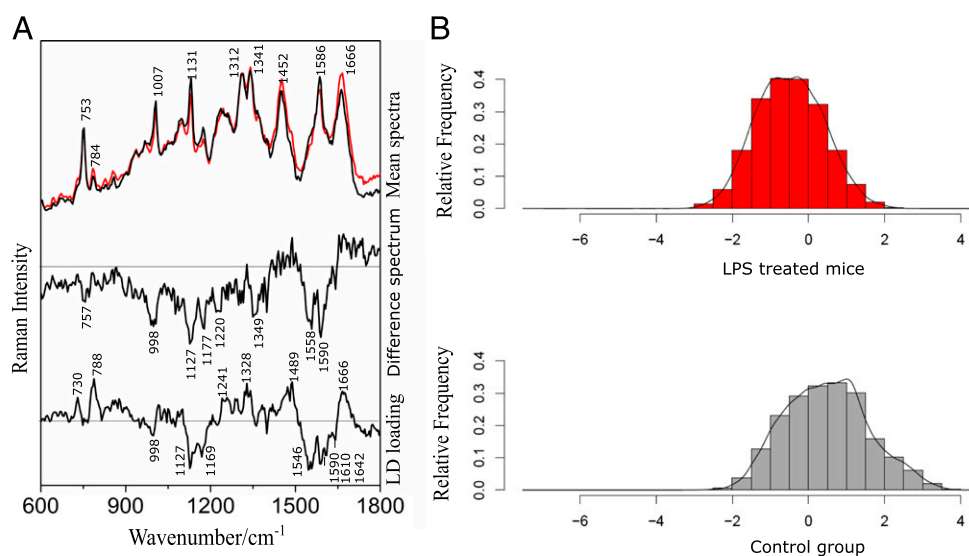 A
753
784
1007
1131
1312
1341
1452
1586
1666
Mean spectra
757
998
1127
1177
1220
1349
1558
1590
Difference spectrum
730
788
998
1127
1169
1241
1328
1489
1546
1590
1610
1642
1666
LD loading
Raman Intensity
600 900 1200 1500 1800
Wavenumber/cm-1
B
Relative Frequency
0.4
0.3
0.2
0.1
0.0
−6 −4 −2 0 2 4
LPS treated mice
Relative Frequency
0.4
0.3
0.2
0.1
0.0
−6 −4 −2 0 2 4
Control group